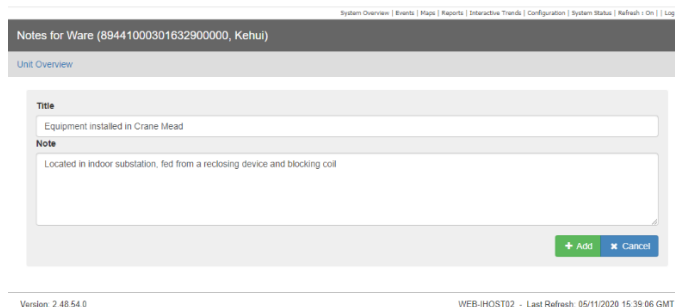 System Overview | Events | Maps | Reports | Interactive Trends | Configuration | System Status | Refresh : On | | Log
Notes for Ware (89441000301632900000, Kehui)
Unit Overview
Title
Equipment installed in Crane Mead
Note
Located in indoor substation, fed from a reclosing device and blocking coil
+ Add ✖ Cancel
Version: 2.48.54.0 WEB-IHOST02 - Last Refresh: 05/11/2020 15:39:06 GMT